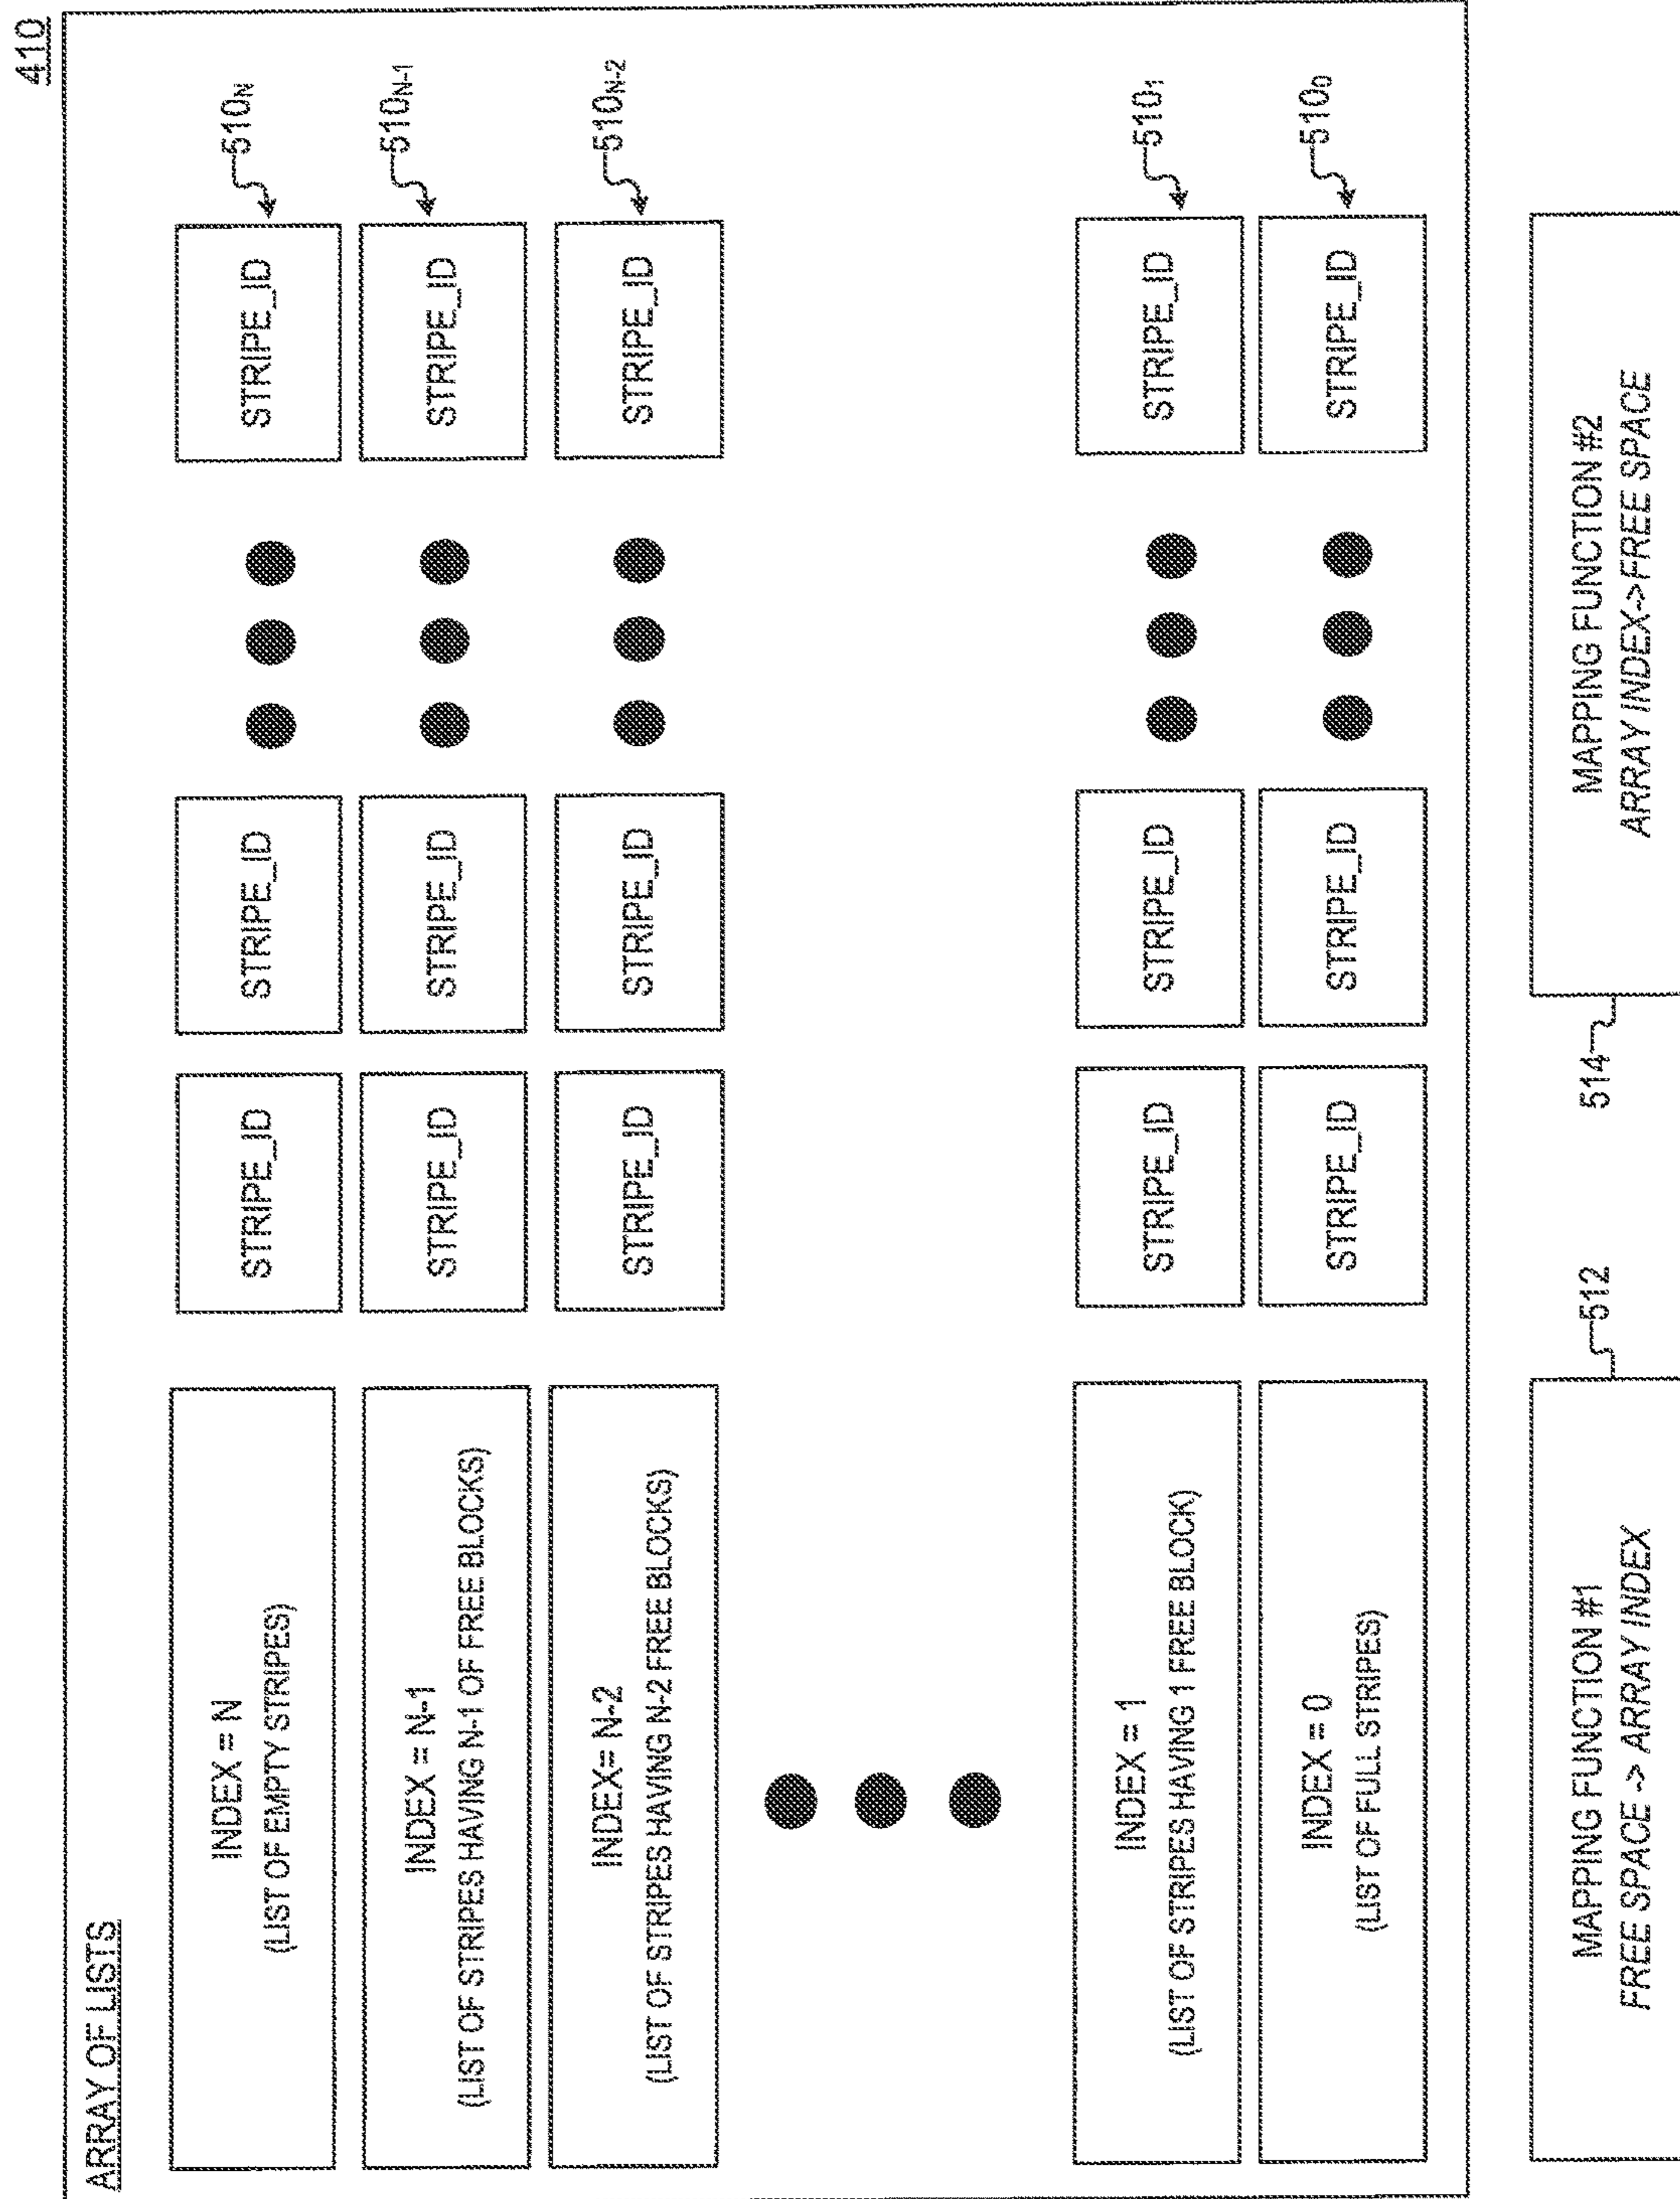 410
ARRAY OF LISTS
INDEX = N
(LIST OF EMPTY STRIPES)
STRIPE_ID
STRIPE_ID
STRIPE_ID
510N
INDEX = N-1
(LIST OF STRIPES HAVING N-1 OF FREE BLOCKS)
STRIPE_ID
STRIPE_ID
STRIPE_ID
510N-1
INDEX= N-2
(LIST OF STRIPES HAVING N-2 FREE BLOCKS)
STRIPE_ID
STRIPE_ID
STRIPE_ID
510N-2
INDEX = 1
(LIST OF STRIPES HAVING 1 FREE BLOCK)
STRIPE_ID
STRIPE_ID
STRIPE_ID
5101
INDEX = 0
(LIST OF FULL STRIPES)
STRIPE_ID
STRIPE_ID
STRIPE_ID
5100
MAPPING FUNCTION #1
FREE SPACE -> ARRAY INDEX
512
514
MAPPING FUNCTION #2
ARRAY INDEX->FREE SPACE